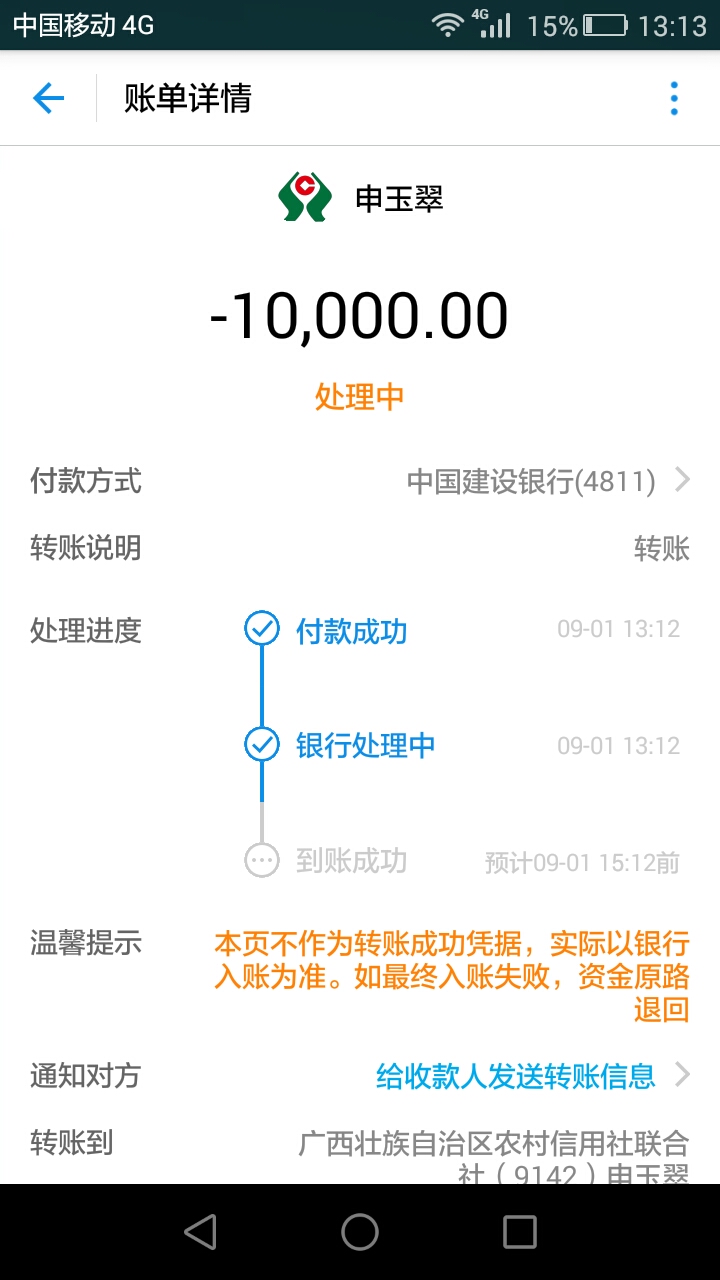 中国移动 4G
4G 15% 13:13
账单详情
申玉翠
-10,000.00
处理中
付款方式 中国建设银行(4811)
转账说明 转账
处理进度 付款成功 09-01 13:12
银行处理中 09-01 13:12
到账成功 预计09-01 15:12前
温馨提示 本页不作为转账成功凭据，实际以银行
入账为准。如最终入账失败，资金原路
退回
通知对方 给收款人发送转账信息
转账到 广西壮族自治区农村信用社联合
社（9142）申玉翠